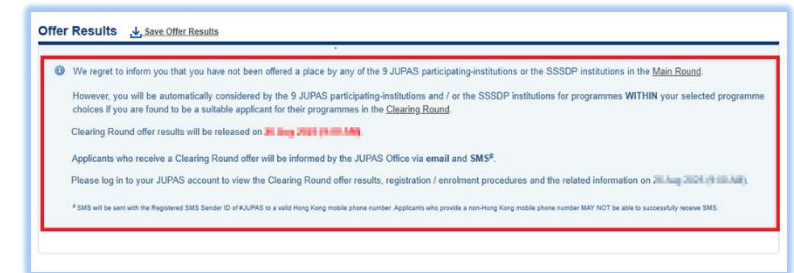 Offer Results Save Offer Results
We regret to inform you that you have not been offered a place by any of the 9 JUPAS participating-institutions or the SSSDP institutions in the Main Round.
However, you will be automatically considered by the 9 JUPAS participating-institutions and / or the SSSDP institutions for programmes WITHIN your selected programme
choices if you are found to be a suitable applicant for their programmes in the Clearing Round.
Clearing Round offer results will be released on
Applicants who receive a Clearing Round offer will be informed by the JUPAS Office via email and SMS#.
Please log in to your JUPAS account to view the Clearing Round offer results, registration / enrolment procedures and the related information on
# SMS will be sent with the Registered SMS Sender ID of #JUPAS to a valid Hong Kong mobile phone number. Applicants who provide a non-Hong Kong mobile phone number MAY NOT be able to successfully receive SMS.